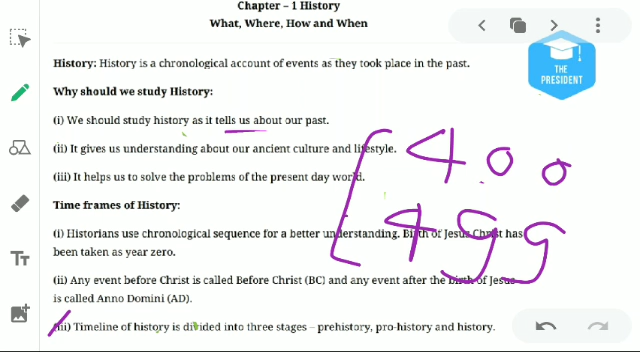 Chapter – 1 History
What, Where, How and When
THE
PRESIDENT
History: History is a chronological account of events as they took place in the past.
Why should we study History:
(i) We should study history as it tells us about our past.
(ii) It gives us understanding about our ancient culture and lifestyle.
(iii) It helps us to solve the problems of the present day world.
400
499
Time frames of History:
(i) Historians use chronological sequence for a better understanding. Birth of Jesus Christ has
been taken as year zero.
(ii) Any event before Christ is called Before Christ (BC) and any event after the birth of Jesus
is called Anno Domini (AD).
(iii) Timeline of history is divided into three stages – prehistory, pro-history and history.
TT